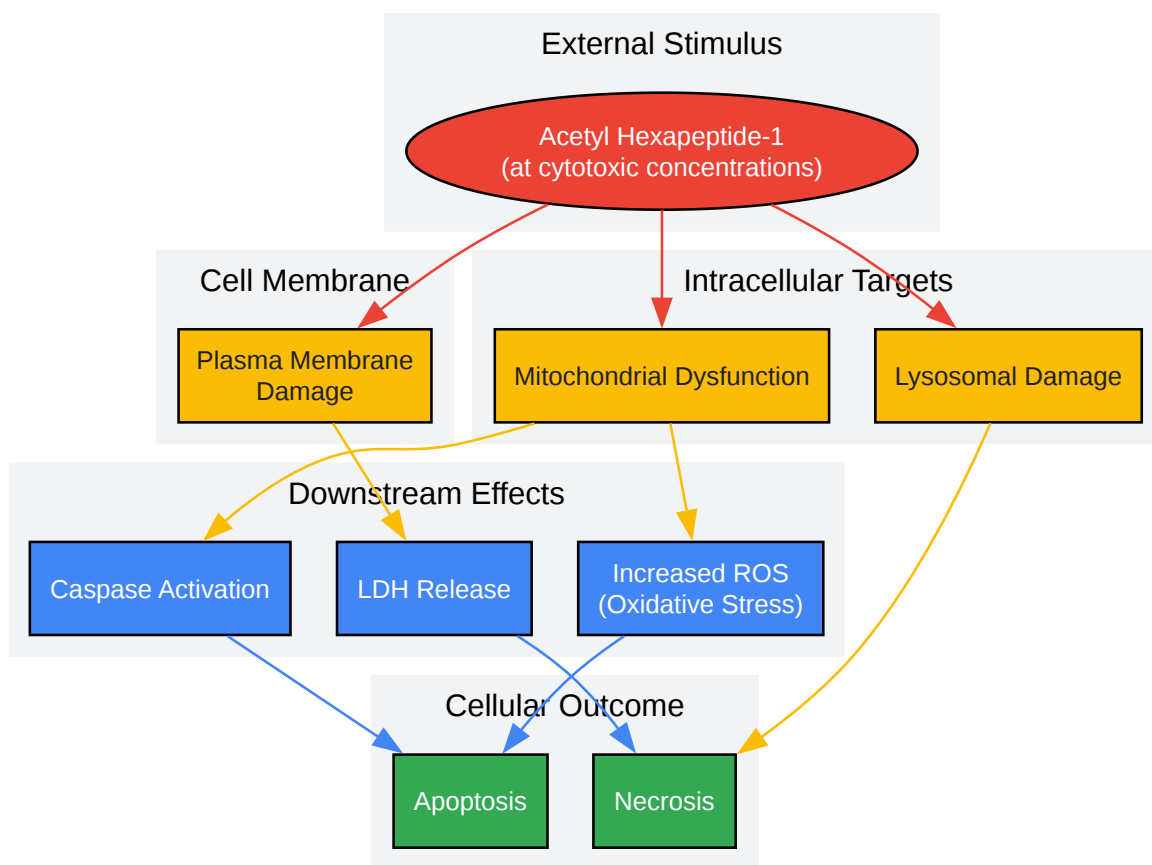 External Stimulus
Acetyl Hexapeptide-1
(at cytotoxic concentrations)
Cell Membrane
Intracellular Targets
Plasma Membrane
Damage
Mitochondrial Dysfunction
Lysosomal Damage
Downstream Effects
Caspase Activation
LDH Release
Increased ROS
(Oxidative Stress)
Cellular Outcome
Apoptosis
Necrosis